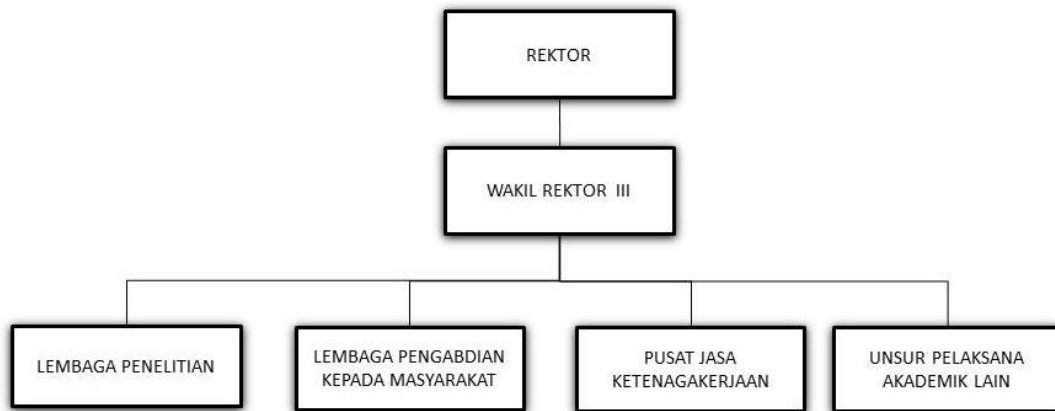 REKTOR
WAKIL REKTOR III
LEMBAGA PENELITIAN
LEMBAGA PENGABDIAN
KEPADA MASYARAKAT
PUSAT JASA
KETENAGAKERJAAN
UNSUR PELAKSANA
AKADEMIK LAIN